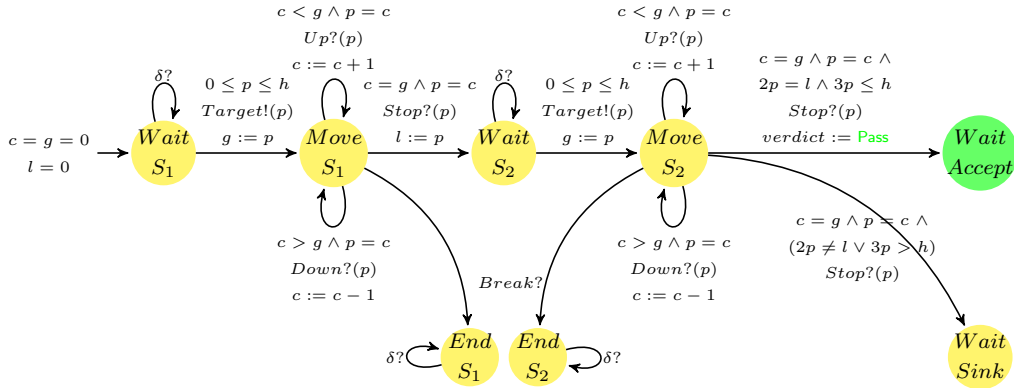 c = g = 0
l = 0
δ?
Wait
S₁
0 ≤ p ≤ h
Target!(p)
g := p
c < g ∧ p = c
Up?(p)
c := c + 1
Move
S₁
c > g ∧ p = c
Down?(p)
c := c − 1
c = g ∧ p = c
Stop?(p)
l := p
δ?
Wait
S₂
0 ≤ p ≤ h
Target!(p)
g := p
c < g ∧ p = c
Up?(p)
c := c + 1
Move
S₂
c > g ∧ p = c
Down?(p)
c := c − 1
c = g ∧ p = c ∧
2p = l ∧ 3p ≤ h
Stop?(p)
verdict := Pass
Wait
Accept
c = g ∧ p = c ∧
(2p ≠ l ∨ 3p > h)
Stop?(p)
Break?
δ?
End
S₁
End
S₂
δ?
Wait
Sink